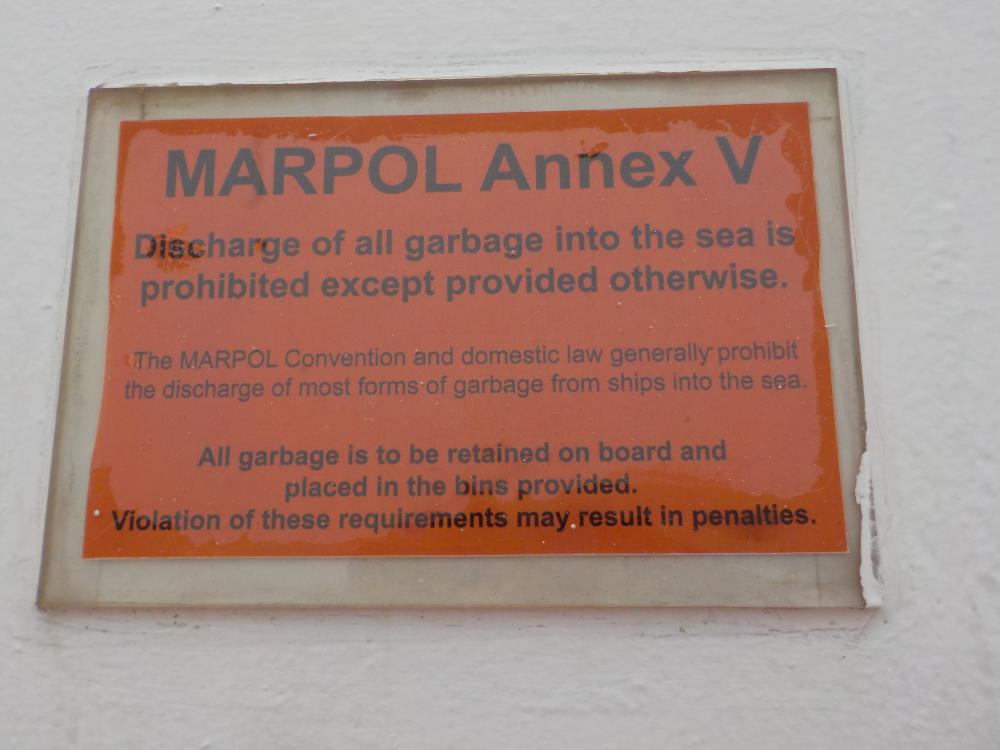 MARPOL Annex V
Discharge of all garbage into the sea is
prohibited except provided otherwise.
The MARPOL Convention and domestic law generally prohibit
the discharge of most forms of garbage from ships into the sea.
All garbage is to be retained on board and
placed in the bins provided.
Violation of these requirements may result in penalties.